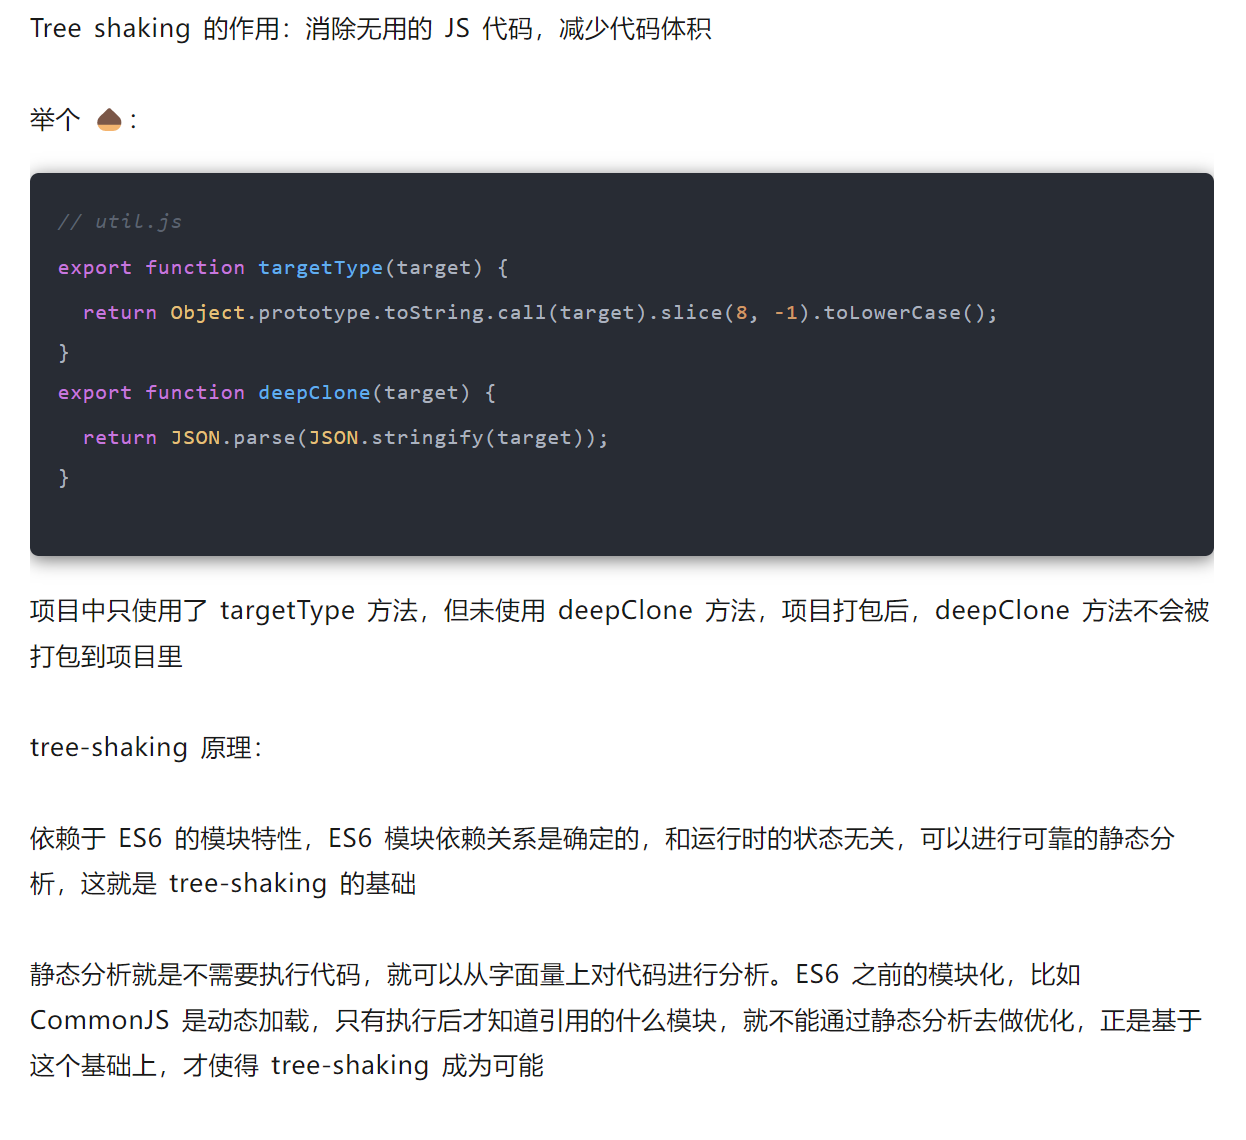 Tree shaking 的作用：消除无用的 JS 代码，减少代码体积
举个 🌰：
// util.js
export function targetType(target) {
  return Object.prototype.toString.call(target).slice(8, -1).toLowerCase();
}
export function deepClone(target) {
  return JSON.parse(JSON.stringify(target));
}
项目中只使用了 targetType 方法，但未使用 deepClone 方法，项目打包后，deepClone 方法不会被
打包到项目里
tree-shaking 原理：
依赖于 ES6 的模块特性，ES6 模块依赖关系是确定的，和运行时的状态无关，可以进行可靠的静态分
析，这就是 tree-shaking 的基础
静态分析就是不需要执行代码，就可以从字面量上对代码进行分析。ES6 之前的模块化，比如
CommonJS 是动态加载，只有执行后才知道引用的什么模块，就不能通过静态分析去做优化，正是基于
这个基础上，才使得 tree-shaking 成为可能